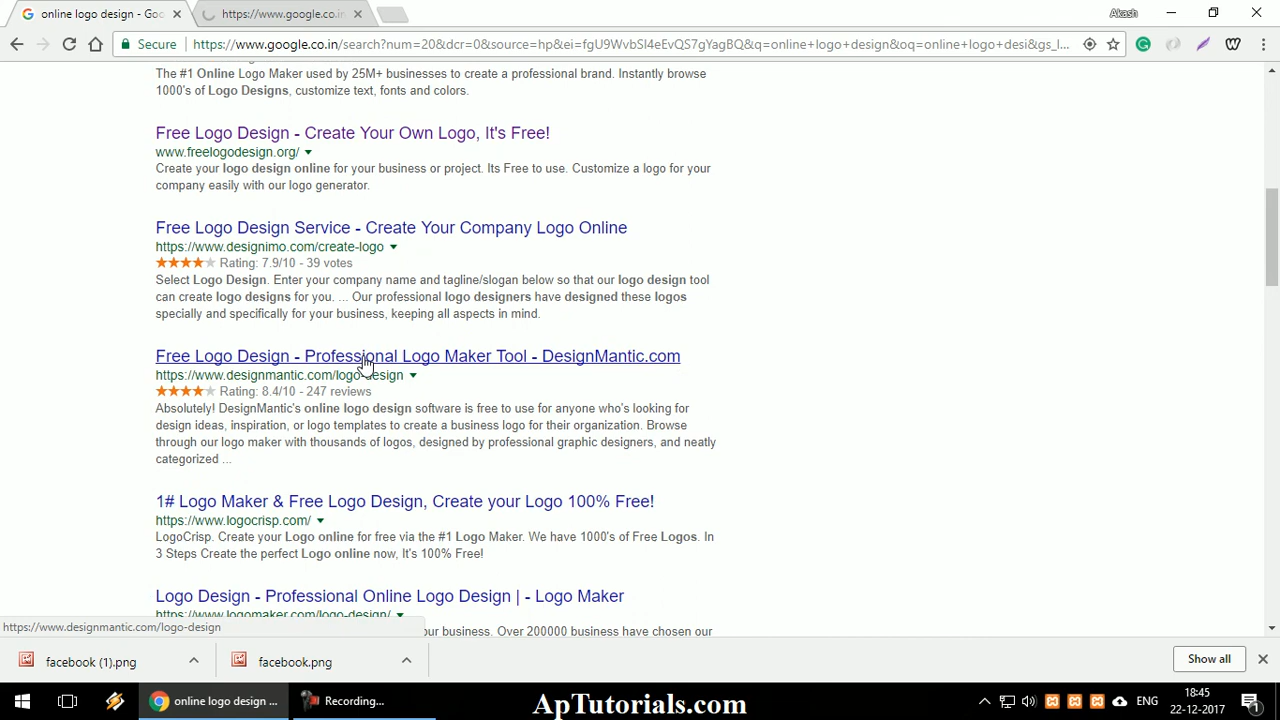 online logo design - Goo
https://www.google.co.in
Akash
Secure
https://www.google.co.in/search?num=20&dcr=0&source=hp&ei=fgU9WvbSI4eEvQS7gYagBQ&q=online+logo+design&oq=online+logo+desi&gs_l...
The #1 Online Logo Maker used by 25M+ businesses to create a professional brand. Instantly browse
1000's of Logo Designs, customize text, fonts and colors.
Free Logo Design - Create Your Own Logo, It's Free!
www.freelogodesign.org/
Create your logo design online for your business or project. Its Free to use. Customize a logo for your
company easily with our logo generator.
Free Logo Design Service - Create Your Company Logo Online
https://www.designimo.com/create-logo
Rating: 7.9/10 - 39 votes
Select Logo Design. Enter your company name and tagline/slogan below so that our logo design tool
can create logo designs for you. ... Our professional logo designers have designed these logos
specially and specifically for your business, keeping all aspects in mind.
Free Logo Design - Professional Logo Maker Tool - DesignMantic.com
https://www.designmantic.com/logo-design
Rating: 8.4/10 - 247 reviews
Absolutely! DesignMantic's online logo design software is free to use for anyone who's looking for
design ideas, inspiration, or logo templates to create a business logo for their organization. Browse
through our logo maker with thousands of logos, designed by professional graphic designers, and neatly
categorized ...
1# Logo Maker & Free Logo Design, Create your Logo 100% Free!
https://www.logocrisp.com/
LogoCrisp. Create your Logo online for free via the #1 Logo Maker. We have 1000's of Free Logos. In
3 Steps Create the perfect Logo online now, It's 100% Free!
Logo Design - Professional Online Logo Design | - Logo Maker
https://www.logomaker.com/logo-design/
https://www.designmantic.com/logo-design
our business. Over 200000 business have chosen our
facebook (1).png
facebook.png
Show all
online logo design ...
Recording...
ApTutorials.com
ENG
18:45
22-12-2017
1